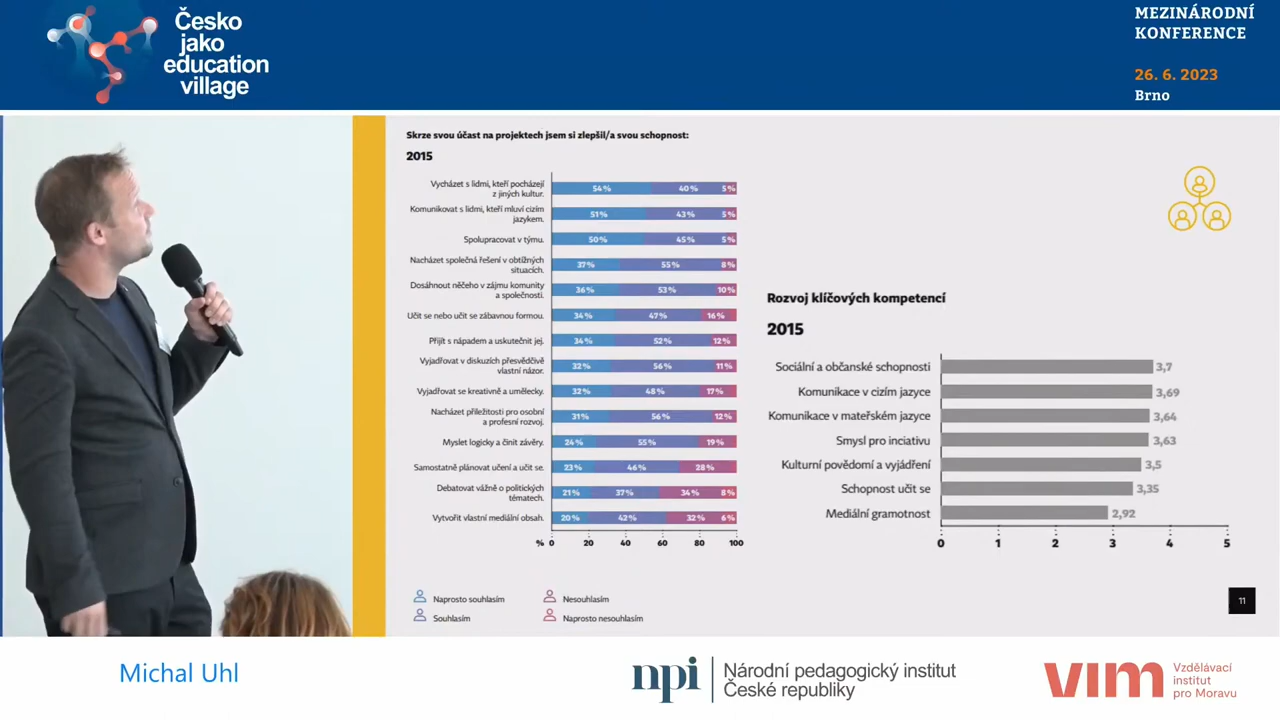 Česko
jako
education
village
MEZINÁRODNÍ
KONFERENCE
26. 6. 2023
Brno
Skrze svou účast na projektech jsem si zlepšil/a svou schopnost:
2015
Vycházet s lidmi, kteří pocházejí
z jiných kultur.
54 % 40 % 5 %
Komunikovat s lidmi, kteří mluví cizím
jazykem.
51 % 43 % 5 %
Spolupracovat v týmu.
50 % 45 % 5 %
Nacházet společná řešení v obtížných
situacích.
37 % 55 % 8 %
Dosáhnout něčeho v zájmu komunity
a společnosti.
36 % 53 % 10 %
Učit se nebo učit se zábavnou formou.
34 % 47 % 16 %
Přijít s nápadem a uskutečnit jej.
34 % 52 % 12 %
Vyjadřovat v diskuzích přesvědčivě
vlastní názor.
32 % 56 % 11 %
Vyjadřovat se kreativně a umělecky.
32 % 48 % 17 %
Nacházet příležitosti pro osobní
a profesní rozvoj.
31 % 56 % 12 %
Myslet logicky a činit závěry.
24 % 55 % 19 %
Samostatně plánovat učení a učit se.
23 % 46 % 28 %
Debatovat vážně o politických
tématech.
21 % 37 % 34 % 8 %
Vytvořit vlastní mediální obsah.
20 % 42 % 32 % 6 %
% 0 20 40 60 80 100
Naprosto souhlasím
Souhlasím
Nesouhlasím
Naprosto nesouhlasím
Rozvoj klíčových kompetencí
2015
Sociální a občanské schopnosti 3,7
Komunikace v cizím jazyce 3,69
Komunikace v mateřském jazyce 3,64
Smysl pro inciativu 3,63
Kulturní povědomí a vyjádření 3,5
Schopnost učit se 3,35
Mediální gramotnost 2,92
0 1 2 3 4 5
11
Michal Uhl
npi
Národní pedagogický institut
České republiky
vim
Vzdělávací
institut
pro Moravu